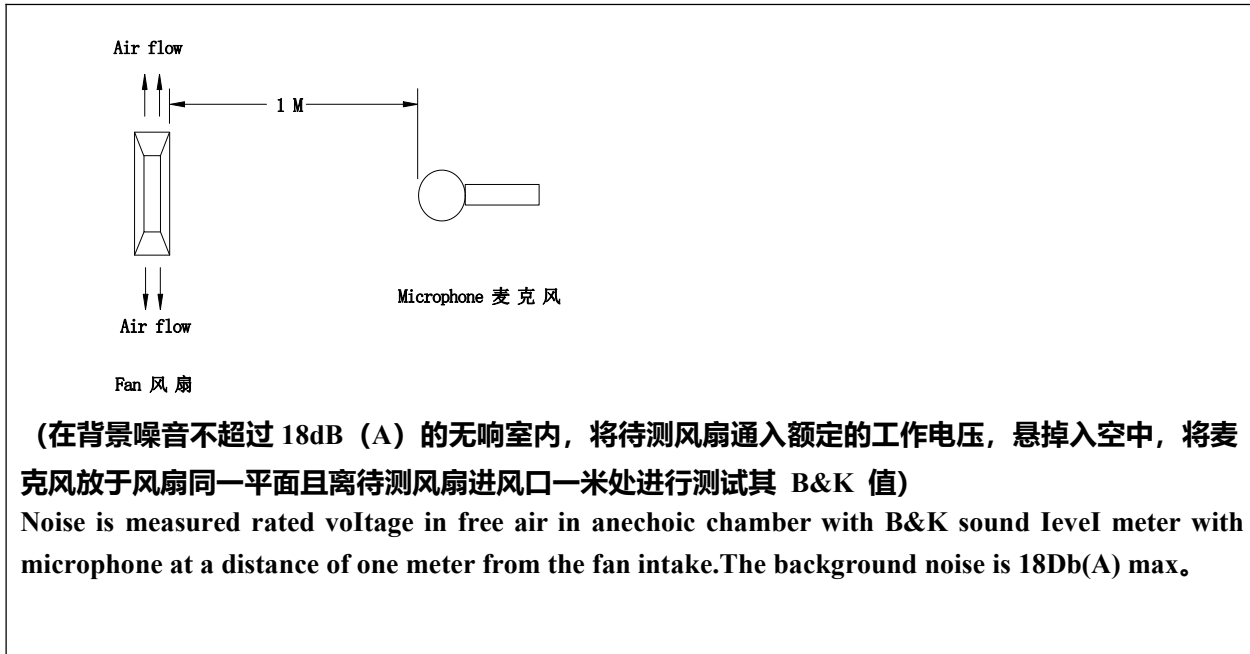 Air flow
1 M
Microphone 麦 克 风
Air flow
Fan 风 扇
（在背景噪音不超过 18dB（A）的无响室内，将待测风扇通入额定的工作电压，悬掉入空中，将麦
克风放于风扇同一平面且离待测风扇进风口一米处进行测试其 B&K 值）
Noise is measured rated voItage in free air in anechoic chamber with B&K sound IeveI meter with
microphone at a distance of one meter from the fan intake.The background noise is 18Db(A) max。